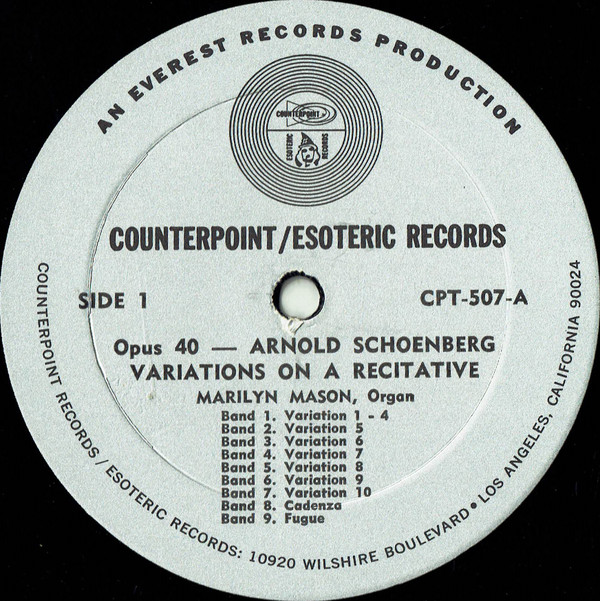 AN EVEREST RECORDS PRODUCTION
COUNTERPOINT
ESOTERIC RECORDS
COUNTERPOINT/ESOTERIC RECORDS
SIDE 1
CPT-507-A
Opus 40 — ARNOLD SCHOENBERG
VARIATIONS ON A RECITATIVE
MARILYN MASON, Organ
Band 1. Variation 1 - 4
Band 2. Variation 5
Band 3. Variation 6
Band 4. Variation 7
Band 5. Variation 8
Band 6. Variation 9
Band 7. Variation 10
Band 8. Cadenza
Band 9. Fugue
COUNTERPOINT RECORDS / ESOTERIC RECORDS: 10920 WILSHIRE BOULEVARD • LOS ANGELES, CALIFORNIA 90024